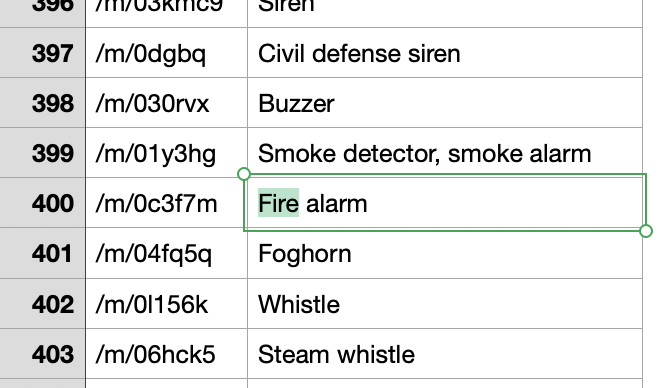 396 /m/03kmc9 Siren
397 /m/0dgbq Civil defense siren
398 /m/030rvx Buzzer
399 /m/01y3hg Smoke detector, smoke alarm
400 /m/0c3f7m Fire alarm
401 /m/04fq5q Foghorn
402 /m/0l156k Whistle
403 /m/06hck5 Steam whistle